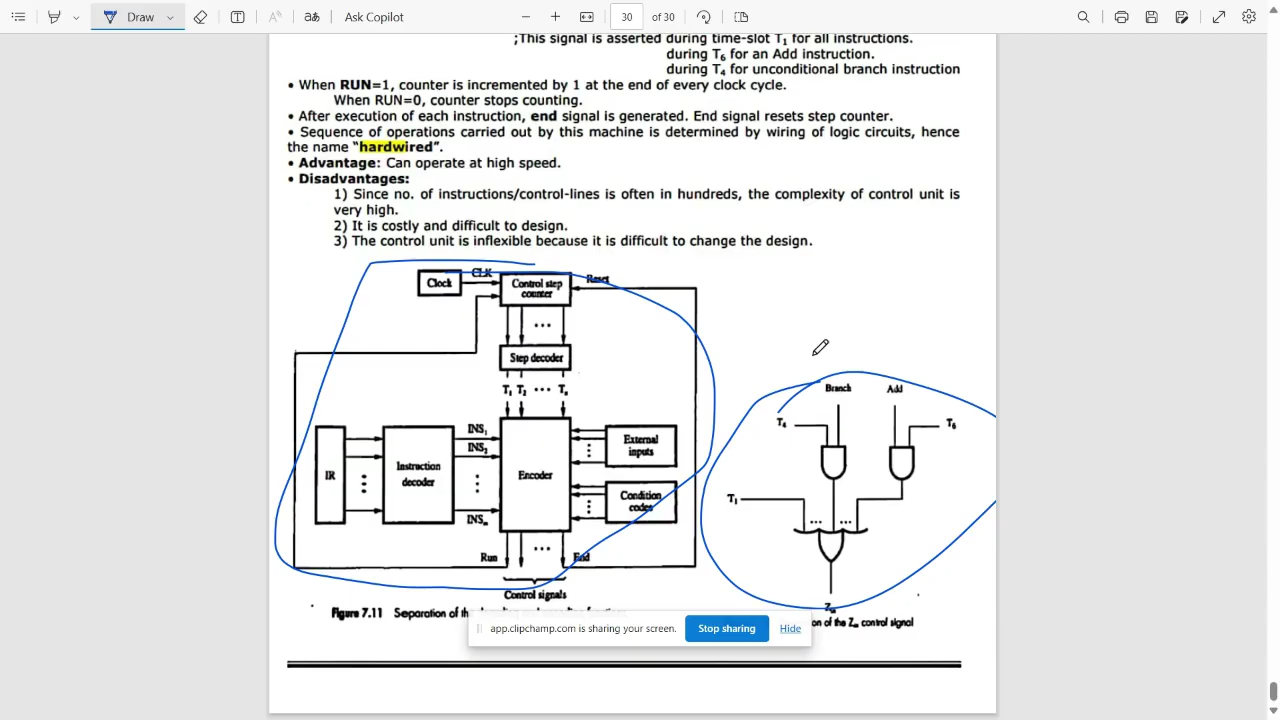 Draw
Ask Copilot
30 of 30
;This signal is asserted during time-slot T1 for all instructions.
during T6 for an Add instruction.
during T4 for unconditional branch instruction
• When RUN=1, counter is incremented by 1 at the end of every clock cycle.
When RUN=0, counter stops counting.
• After execution of each instruction, end signal is generated. End signal resets step counter.
• Sequence of operations carried out by this machine is determined by wiring of logic circuits, hence
the name “hardwired”.
• Advantage: Can operate at high speed.
• Disadvantages:
1) Since no. of instructions/control-lines is often in hundreds, the complexity of control unit is
very high.
2) It is costly and difficult to design.
3) The control unit is inflexible because it is difficult to change the design.
Clock
CLK
Control step
counter
Reset
...
Step decoder
T1 T2 ... Tn
IR
Instruction
decoder
INS1
INS2
INSm
Encoder
External
inputs
Condition
codes
Run
...
End
Control signals
Figure 7.11 Separation of the
Branch
Add
T4
T6
T1
... ...
Zin
on of the Zin control signal
app.clipchamp.com is sharing your screen.
Stop sharing
Hide